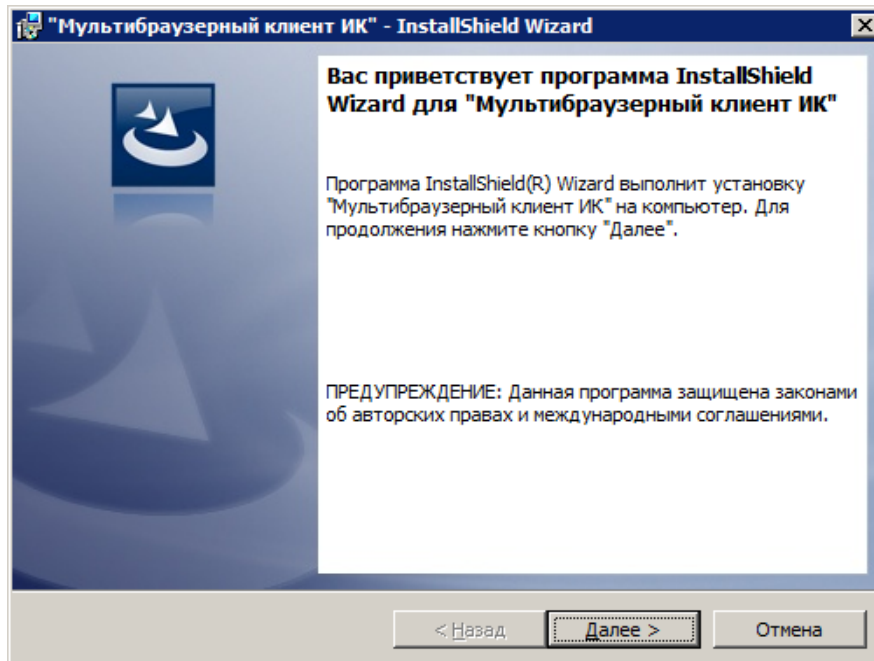 "Мультибраузерный клиент ИК" - InstallShield Wizard
Вас приветствует программа InstallShield
Wizard для "Мультибраузерный клиент ИК"
Программа InstallShield(R) Wizard выполнит установку
"Мультибраузерный клиент ИК" на компьютер. Для
продолжения нажмите кнопку "Далее".
ПРЕДУПРЕЖДЕНИЕ: Данная программа защищена законами
об авторских правах и международными соглашениями.
< Назад
Далее >
Отмена